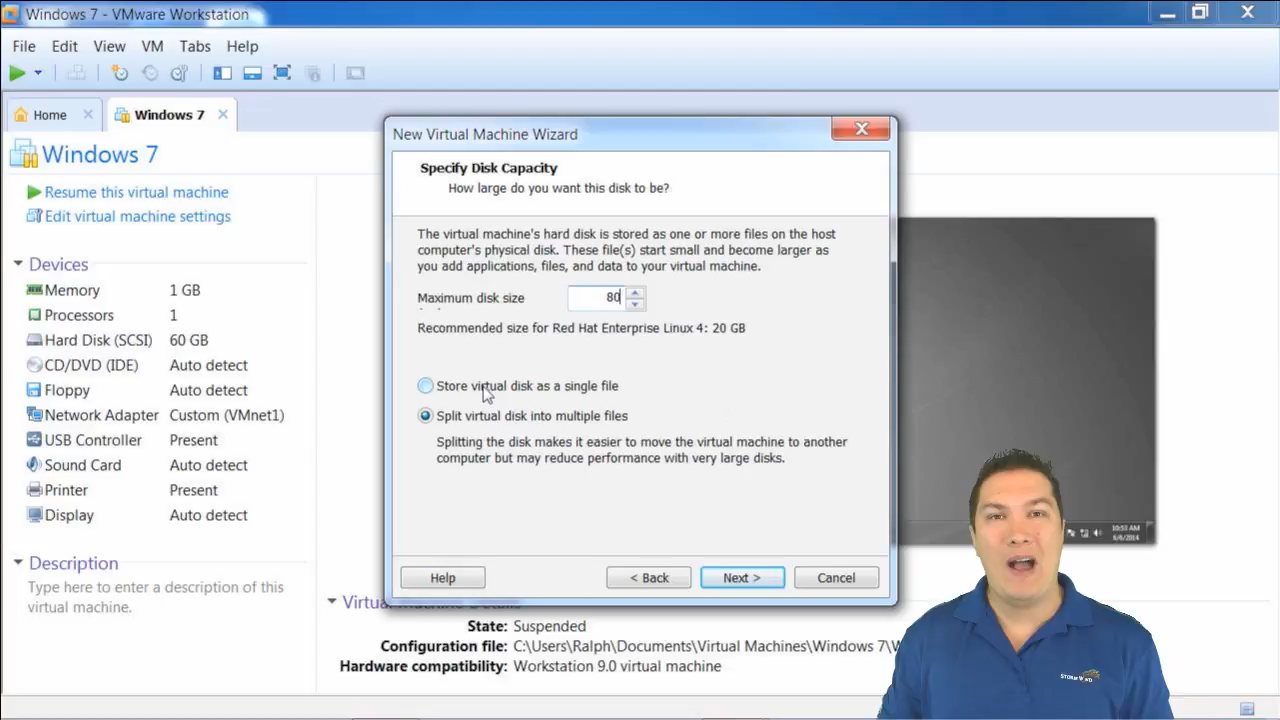 Windows 7 - VMware Workstation
File Edit View VM Tabs Help
Home
Windows 7
Windows 7
Resume this virtual machine
Edit virtual machine settings
Devices
Memory 1 GB
Processors 1
Hard Disk (SCSI) 60 GB
CD/DVD (IDE) Auto detect
Floppy Auto detect
Network Adapter Custom (VMnet1)
USB Controller Present
Sound Card Auto detect
Printer Present
Display Auto detect
Description
Type here to enter a description of this
virtual machine.
New Virtual Machine Wizard
Specify Disk Capacity
How large do you want this disk to be?
The virtual machine's hard disk is stored as one or more files on the host
computer's physical disk. These file(s) start small and become larger as
you add applications, files, and data to your virtual machine.
Maximum disk size 80
Recommended size for Red Hat Enterprise Linux 4: 20 GB
Store virtual disk as a single file
Split virtual disk into multiple files
Splitting the disk makes it easier to move the virtual machine to another
computer but may reduce performance with very large disks.
Help < Back Next > Cancel
10:53 AM
6/6/2014
State: Suspended
Configuration file: C:\Users\Ralph\Documents\Virtual Machines\Windows 7\W
Hardware compatibility: Workstation 9.0 virtual machine
STORMWIND